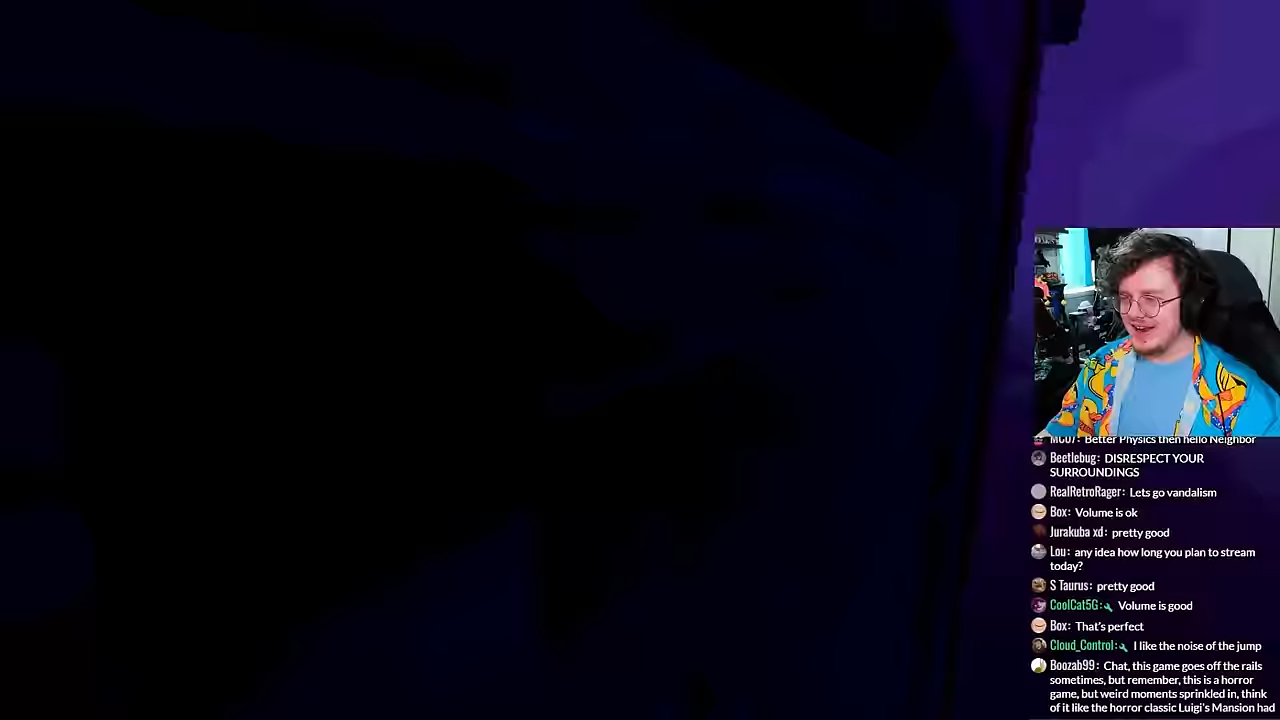 MC07: Better Physics then hello Neighbor
Beetlebug: DISRESPECT YOUR
SURROUNDINGS
RealRetroRager: Lets go vandalism
Box: Volume is ok
Jurakuba xd: pretty good
Lou: any idea how long you plan to stream
today?
S Taurus: pretty good
CoolCat5G: Volume is good
Box: That's perfect
Cloud_Control: I like the noise of the jump
Boozab99: Chat, this game goes off the rails
sometimes, but remember, this is a horror
game, but weird moments sprinkled in, think
of it like the horror classic Luigi's Mansion had